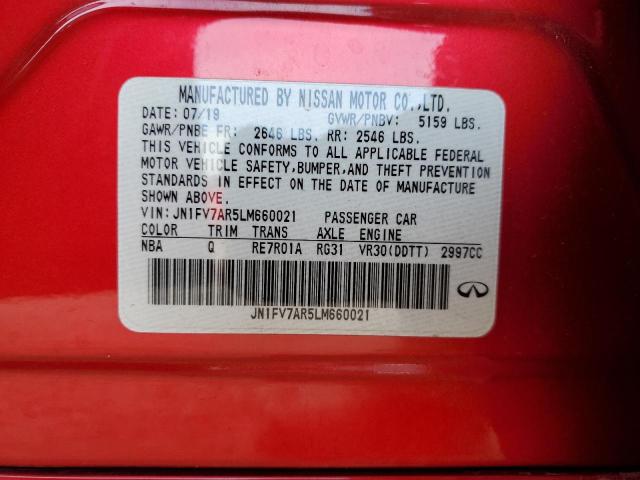 MANUFACTURED BY NISSAN MOTOR CO.,LTD.
DATE: 07/19 GVWR/PNBV: 5159 LBS.
GAWR/PNBE FR: 2646 LBS. RR: 2546 LBS.
THIS VEHICLE CONFORMS TO ALL APPLICABLE FEDERAL
MOTOR VEHICLE SAFETY,BUMPER,AND THEFT PREVENTION
STANDARDS IN EFFECT ON THE DATE OF MANUFACTURE
SHOWN ABOVE.
VIN: JN1FV7AR5LM660021 PASSENGER CAR
COLOR TRIM TRANS AXLE ENGINE
NBA Q RE7R01A RG31 VR30(DDTT) 2997CC
JN1FV7AR5LM660021